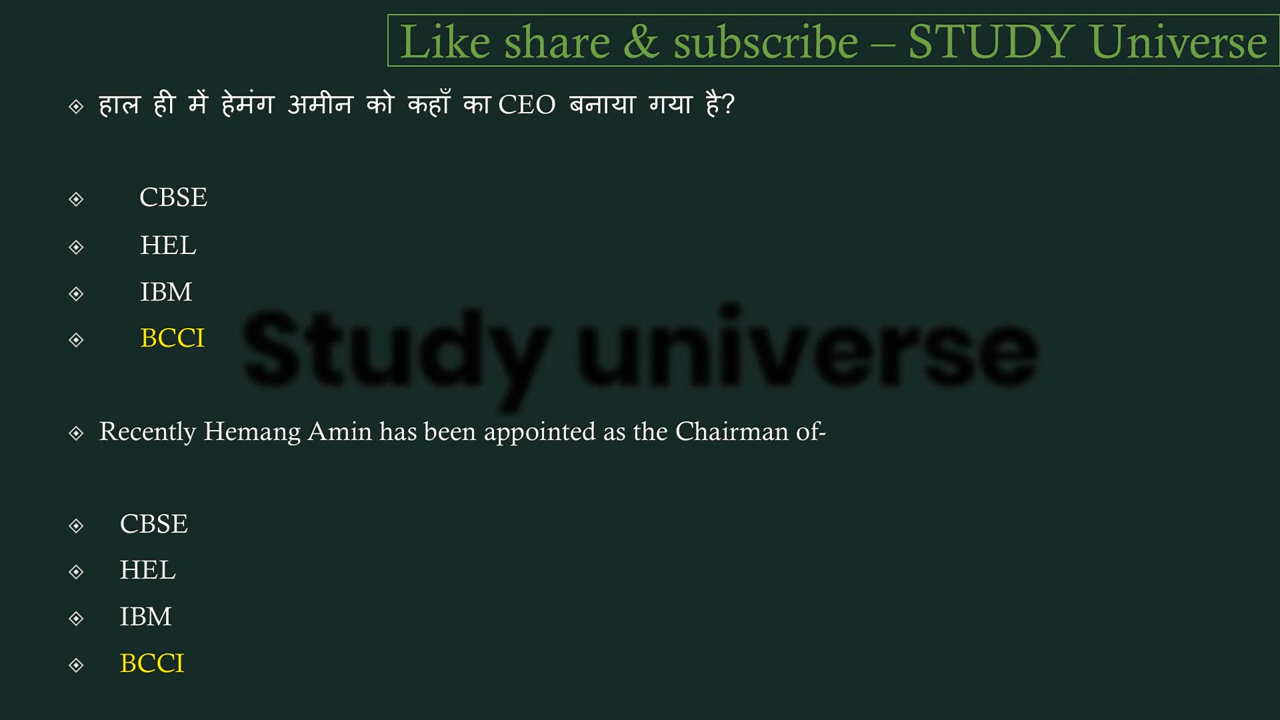 Like share & subscribe – STUDY Universe
हाल ही में हेमंग अमीन को कहाँ का CEO बनाया गया है?
CBSE
HEL
IBM
BCCI
Study universe
Recently Hemang Amin has been appointed as the Chairman of-
CBSE
HEL
IBM
BCCI